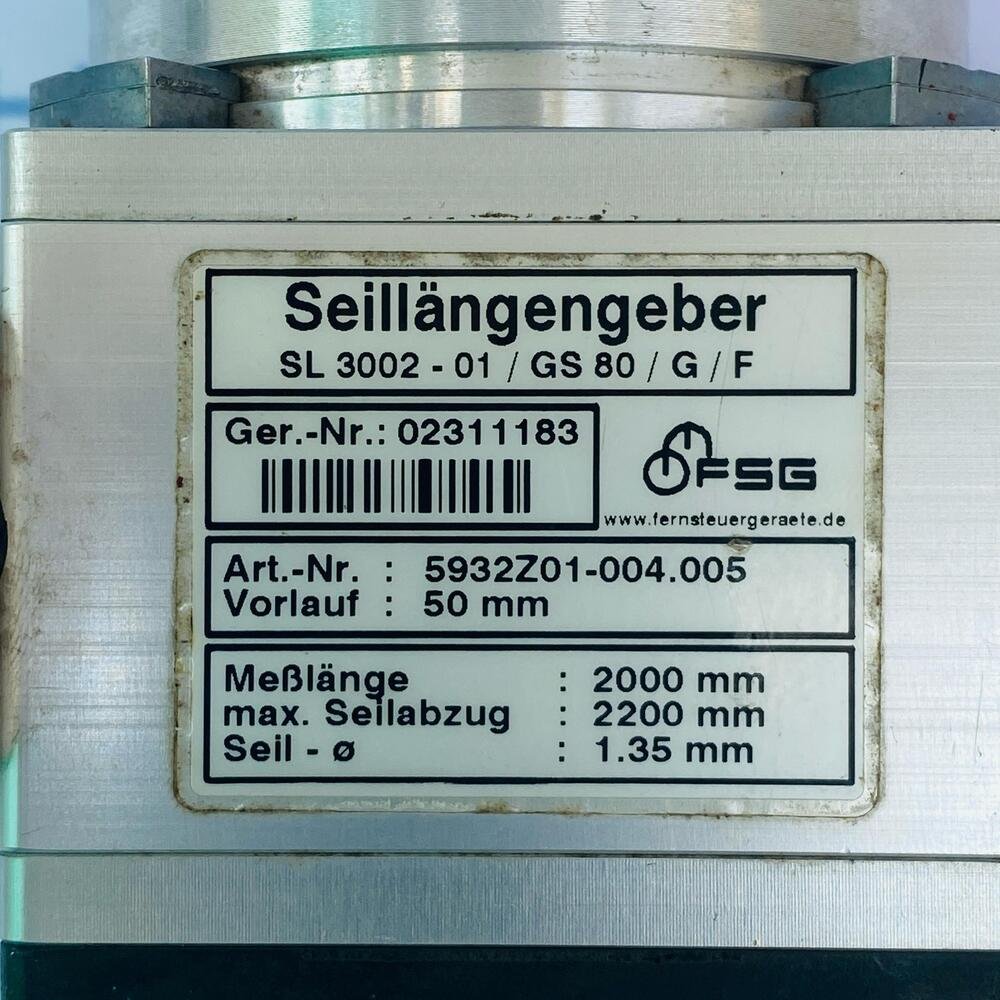 Seillängengeber
SL 3002 - 01 / GS 80 / G / F
Ger.-Nr.: 02311183
FSG
www.fernsteuergeraete.de
Art.-Nr. : 5932Z01-004.005
Vorlauf : 50 mm
Meßlänge : 2000 mm
max. Seilabzug : 2200 mm
Seil - ø : 1.35 mm